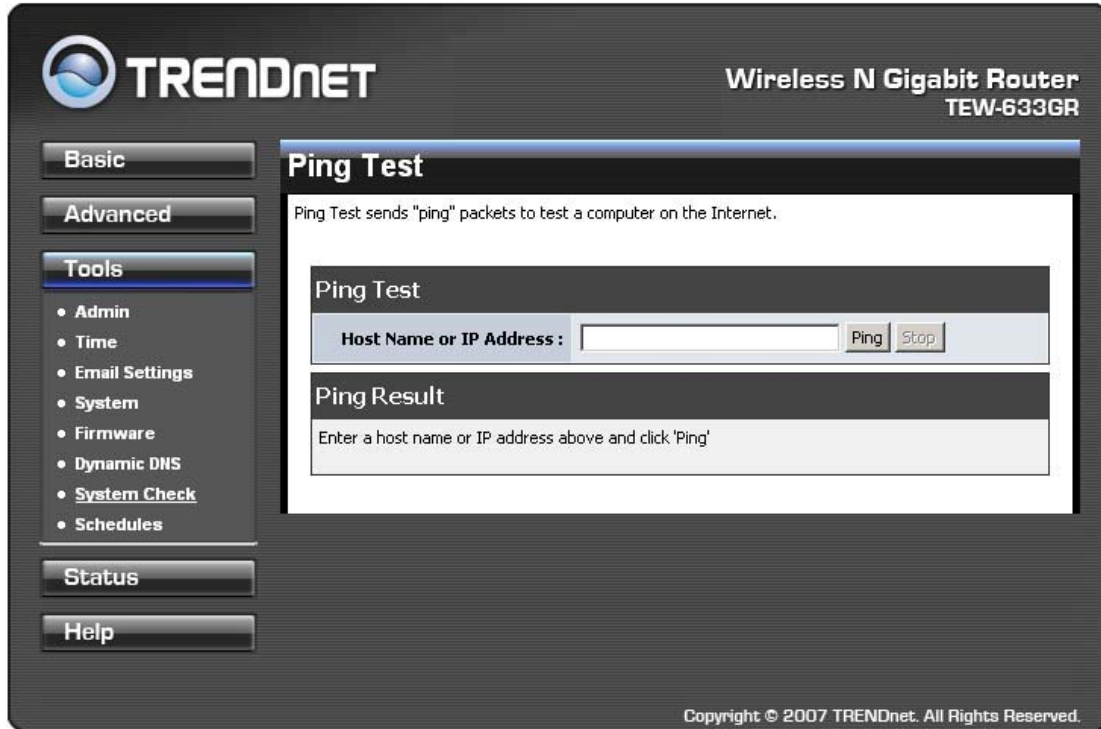 TRENDNET
Wireless N Gigabit Router
TEW-633GR
Basic
Advanced
Tools
• Admin
• Time
• Email Settings
• System
• Firmware
• Dynamic DNS
• System Check
• Schedules
Status
Help
Ping Test
Ping Test sends "ping" packets to test a computer on the Internet.
Ping Test
Host Name or IP Address : Ping Stop
Ping Result
Enter a host name or IP address above and click 'Ping'
Copyright © 2007 TRENDnet. All Rights Reserved.